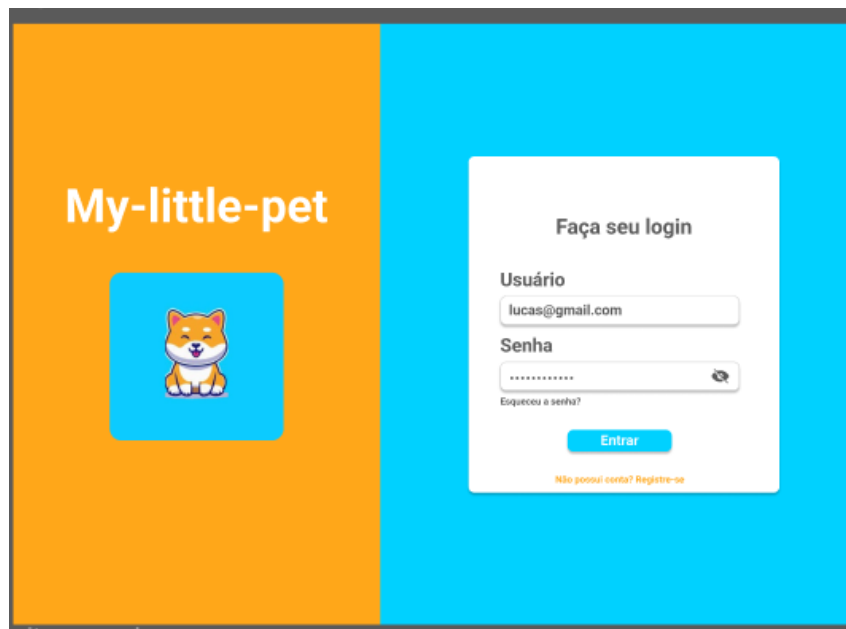 My-little-pet
Faça seu login
Usuário
lucas@gmail.com
Senha
Esqueceu a senha?
Entrar
Não possui conta? Registre-se